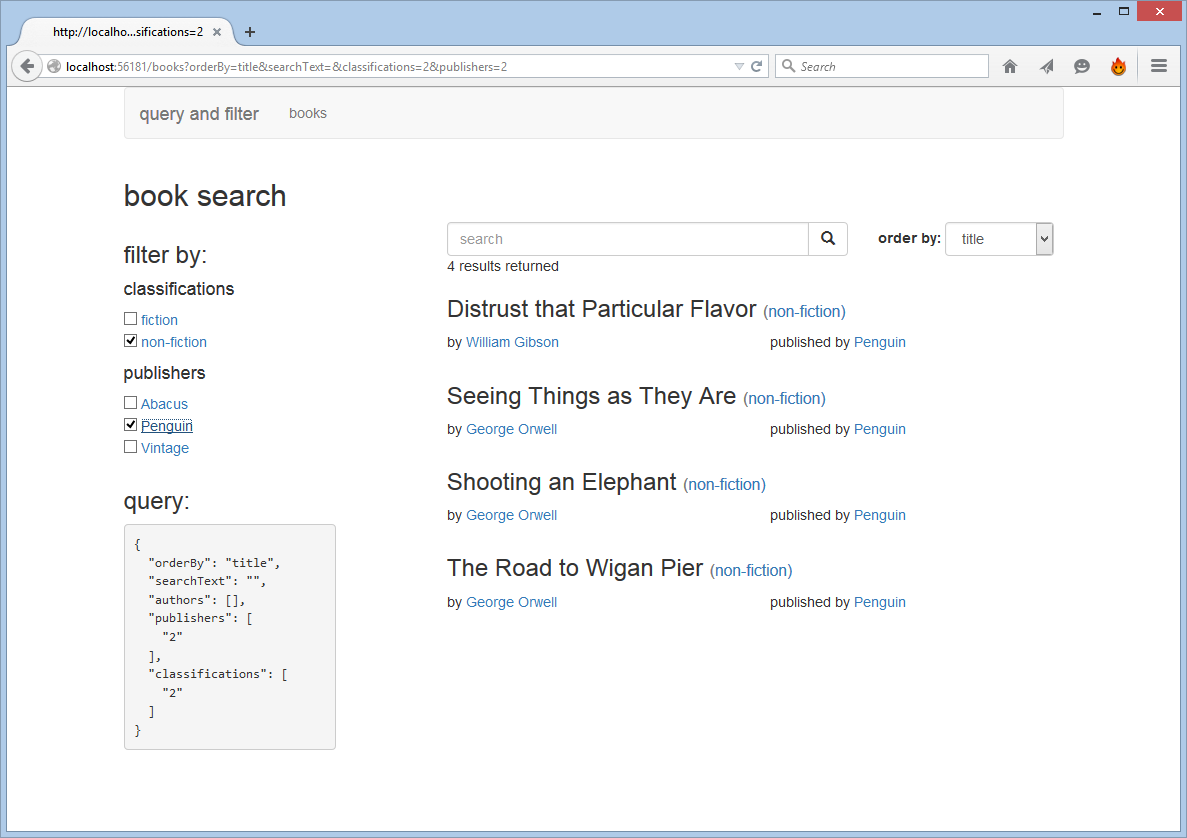 http://localho...sifications=2
localhost:56181/books?orderBy=title&searchText=&classifications=2&publishers=2
Search
query and filter
books
book search
filter by:
classifications
fiction
non-fiction
publishers
Abacus
Penguin
Vintage
query:
{
"orderBy": "title",
"searchText": "",
"authors": [],
"publishers": [
"2"
],
"classifications": [
"2"
]
}
search
order by: title
4 results returned
Distrust that Particular Flavor (non-fiction)
by William Gibson published by Penguin
Seeing Things as They Are (non-fiction)
by George Orwell published by Penguin
Shooting an Elephant (non-fiction)
by George Orwell published by Penguin
The Road to Wigan Pier (non-fiction)
by George Orwell published by Penguin